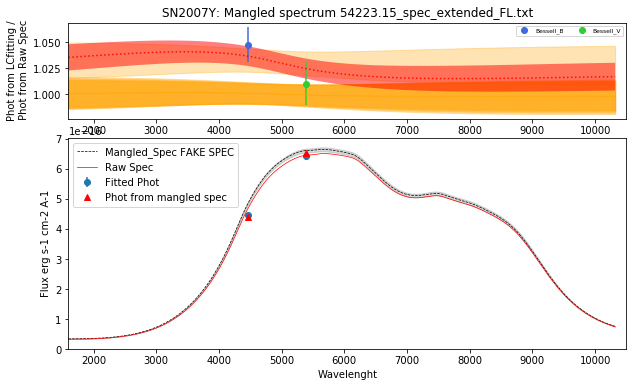 SN2007Y: Mangled spectrum 54223.15_spec_extended_FL.txt
Phot from LCfitting /
Phot from Raw Spec
1.050
1.025
1.000
Bessell_B
Bessell_V
2000 3000 4000 5000 6000 7000 8000 9000 10000
1e−16
Flux erg s-1 cm-2 A-1
7
6
5
4
3
2
1
0
Mangled_Spec FAKE SPEC
Raw Spec
Fitted Phot
Phot from mangled spec
2000 3000 4000 5000 6000 7000 8000 9000 10000
Wavelenght